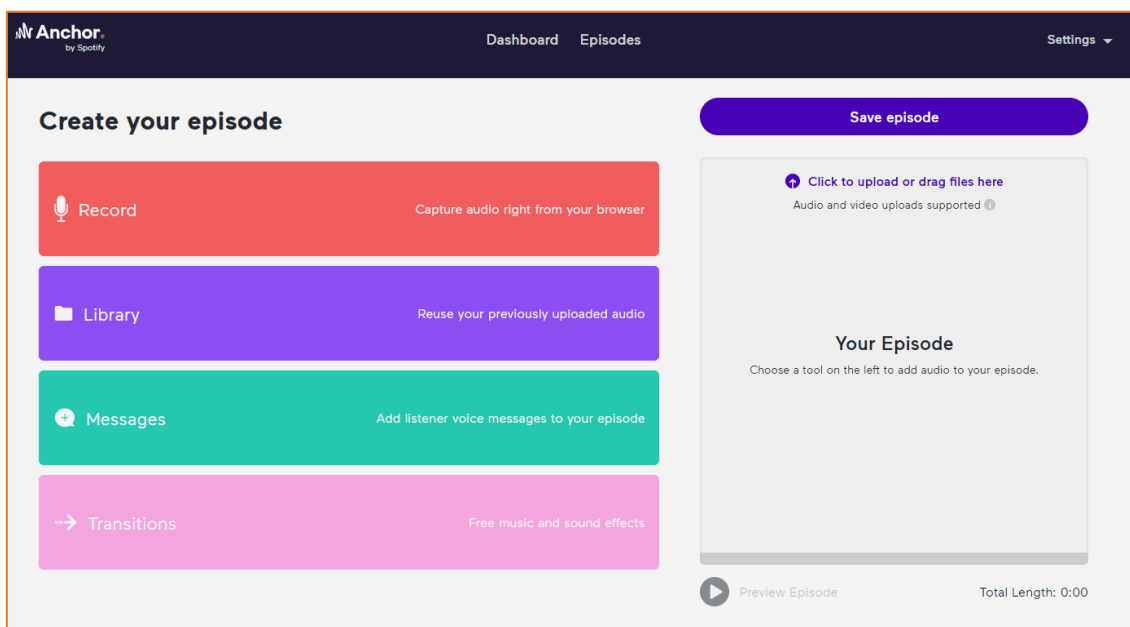 Anchor
by Spotify
Dashboard Episodes
Settings
Create your episode
Save episode
Record
Capture audio right from your browser
Library
Reuse your previously uploaded audio
Messages
Add listener voice messages to your episode
Transitions
Free music and sound effects
Click to upload or drag files here
Audio and video uploads supported
Your Episode
Choose a tool on the left to add audio to your episode.
Preview Episode
Total Length: 0:00